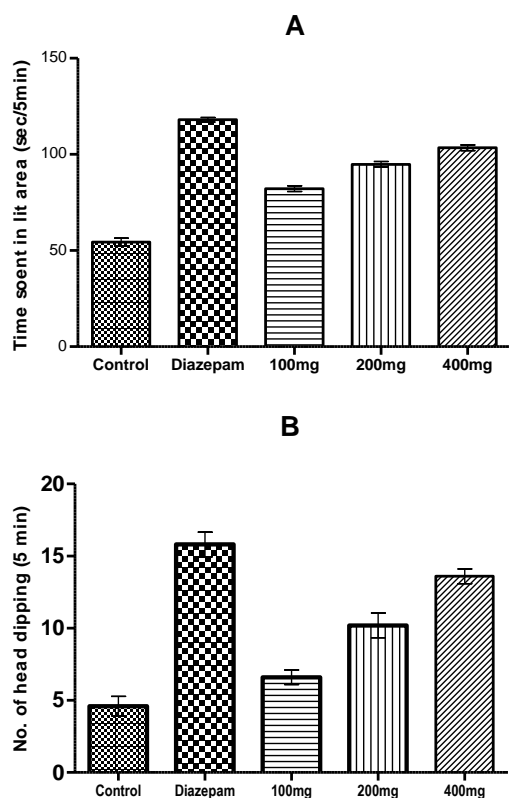 A
Time soent in lit area (sec/5min)
150
100
50
0
Control Diazepam 100mg 200mg 400mg
B
No. of head dipping (5 min)
20
15
10
5
0
Control Diazepam 100mg 200mg 400mg